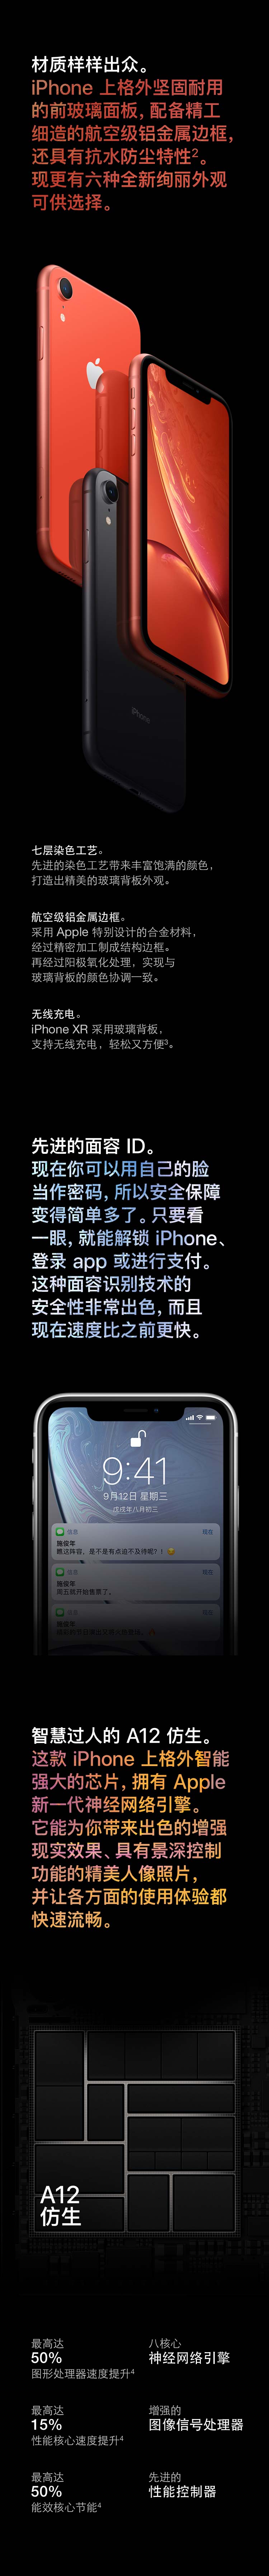 材质样样出众。
iPhone 上格外坚固耐用
的前玻璃面板，配备精工
细造的航空级铝金属边框，
还具有抗水防尘特性²。
现更有六种全新绚丽外观
可供选择。
iPhone
七层染色工艺。
先进的染色工艺带来丰富饱满的颜色，
打造出精美的玻璃背板外观。
航空级铝金属边框。
采用 Apple 特别设计的合金材料，
经过精密加工制成结构边框。
再经过阳极氧化处理，实现与
玻璃背板的颜色协调一致。
无线充电。
iPhone XR 采用玻璃背板，
支持无线充电，轻松又方便³。
先进的面容 ID。
现在你可以用自己的脸
当作密码，所以安全保障
变得简单多了。只要看
一眼，就能解锁 iPhone、
登录 app 或进行支付。
这种面容识别技术的
安全性非常出色，而且
现在速度比之前更快。
9:41
9月12日 星期三
戊戌年八月初三
信息 现在
施俊年
瞧这阵容，是不是有点迫不及待呢？！
信息 现在
施俊年
周五就开始售票了。
信息 现在
施俊年
智慧过人的 A12 仿生。
这款 iPhone 上格外智能
强大的芯片，拥有 Apple
新一代神经网络引擎。
它能为你带来出色的增强
现实效果、具有景深控制
功能的精美人像照片，
并让各方面的使用体验都
快速流畅。
A12
仿生
最高达
50%
图形处理器速度提升⁴
八核心
神经网络引擎
最高达
15%
性能核心速度提升⁴
增强的
图像信号处理器
最高达
50%
能效核心节能⁴
先进的
性能控制器